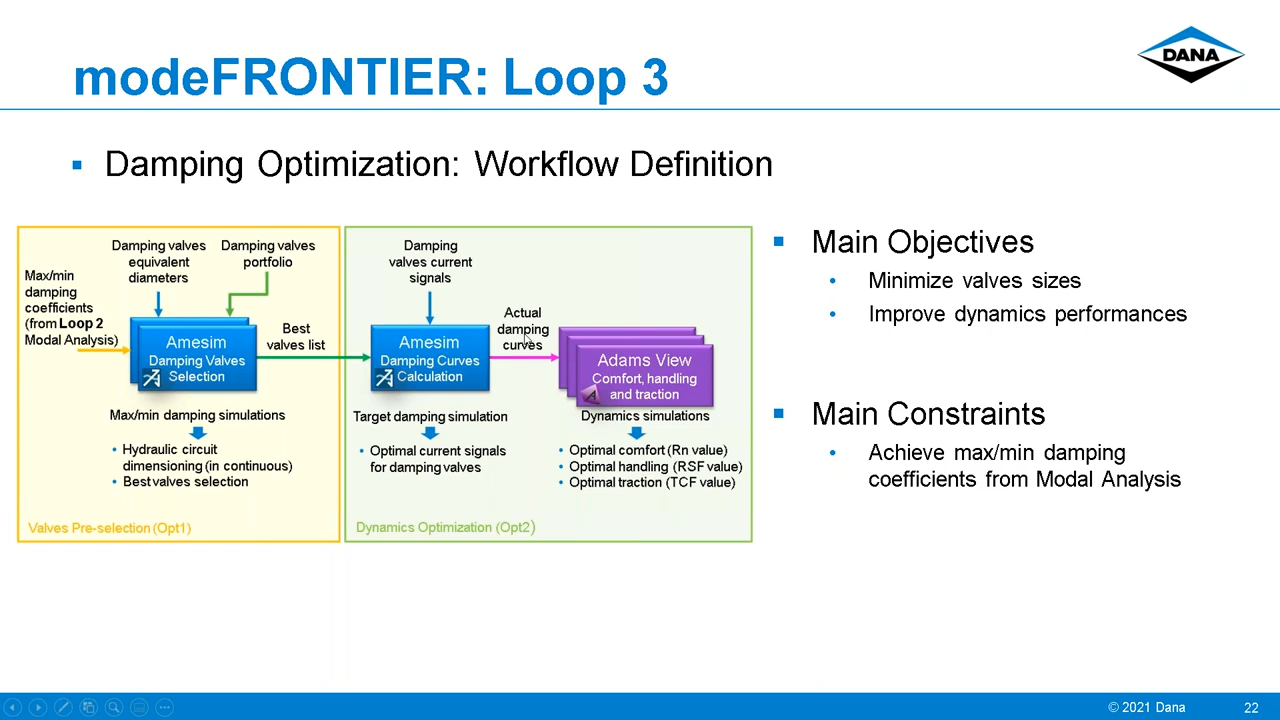 modeFRONTIER: Loop 3
DANA
Damping Optimization: Workflow Definition
Max/min
damping
coefficients
(from Loop 2
Modal Analysis)
Damping valves
equivalent
diameters
Damping valves
portfolio
Amesim
Damping Valves
Selection
Best
valves list
Max/min damping simulations
• Hydraulic circuit
dimensioning (in continuous)
• Best valves selection
Valves Pre-selection (Opt1)
Damping
valves current
signals
Amesim
Damping Curves
Calculation
Actual
damping
curves
Adams View
Comfort, handling
and traction
Target damping simulation
• Optimal current signals
for damping valves
Dynamics simulations
• Optimal comfort (Rn value)
• Optimal handling (RSF value)
• Optimal traction (TCF value)
Dynamics Optimization (Opt2)
Main Objectives
• Minimize valves sizes
• Improve dynamics performances
Main Constraints
• Achieve max/min damping
coefficients from Modal Analysis
© 2021 Dana
22